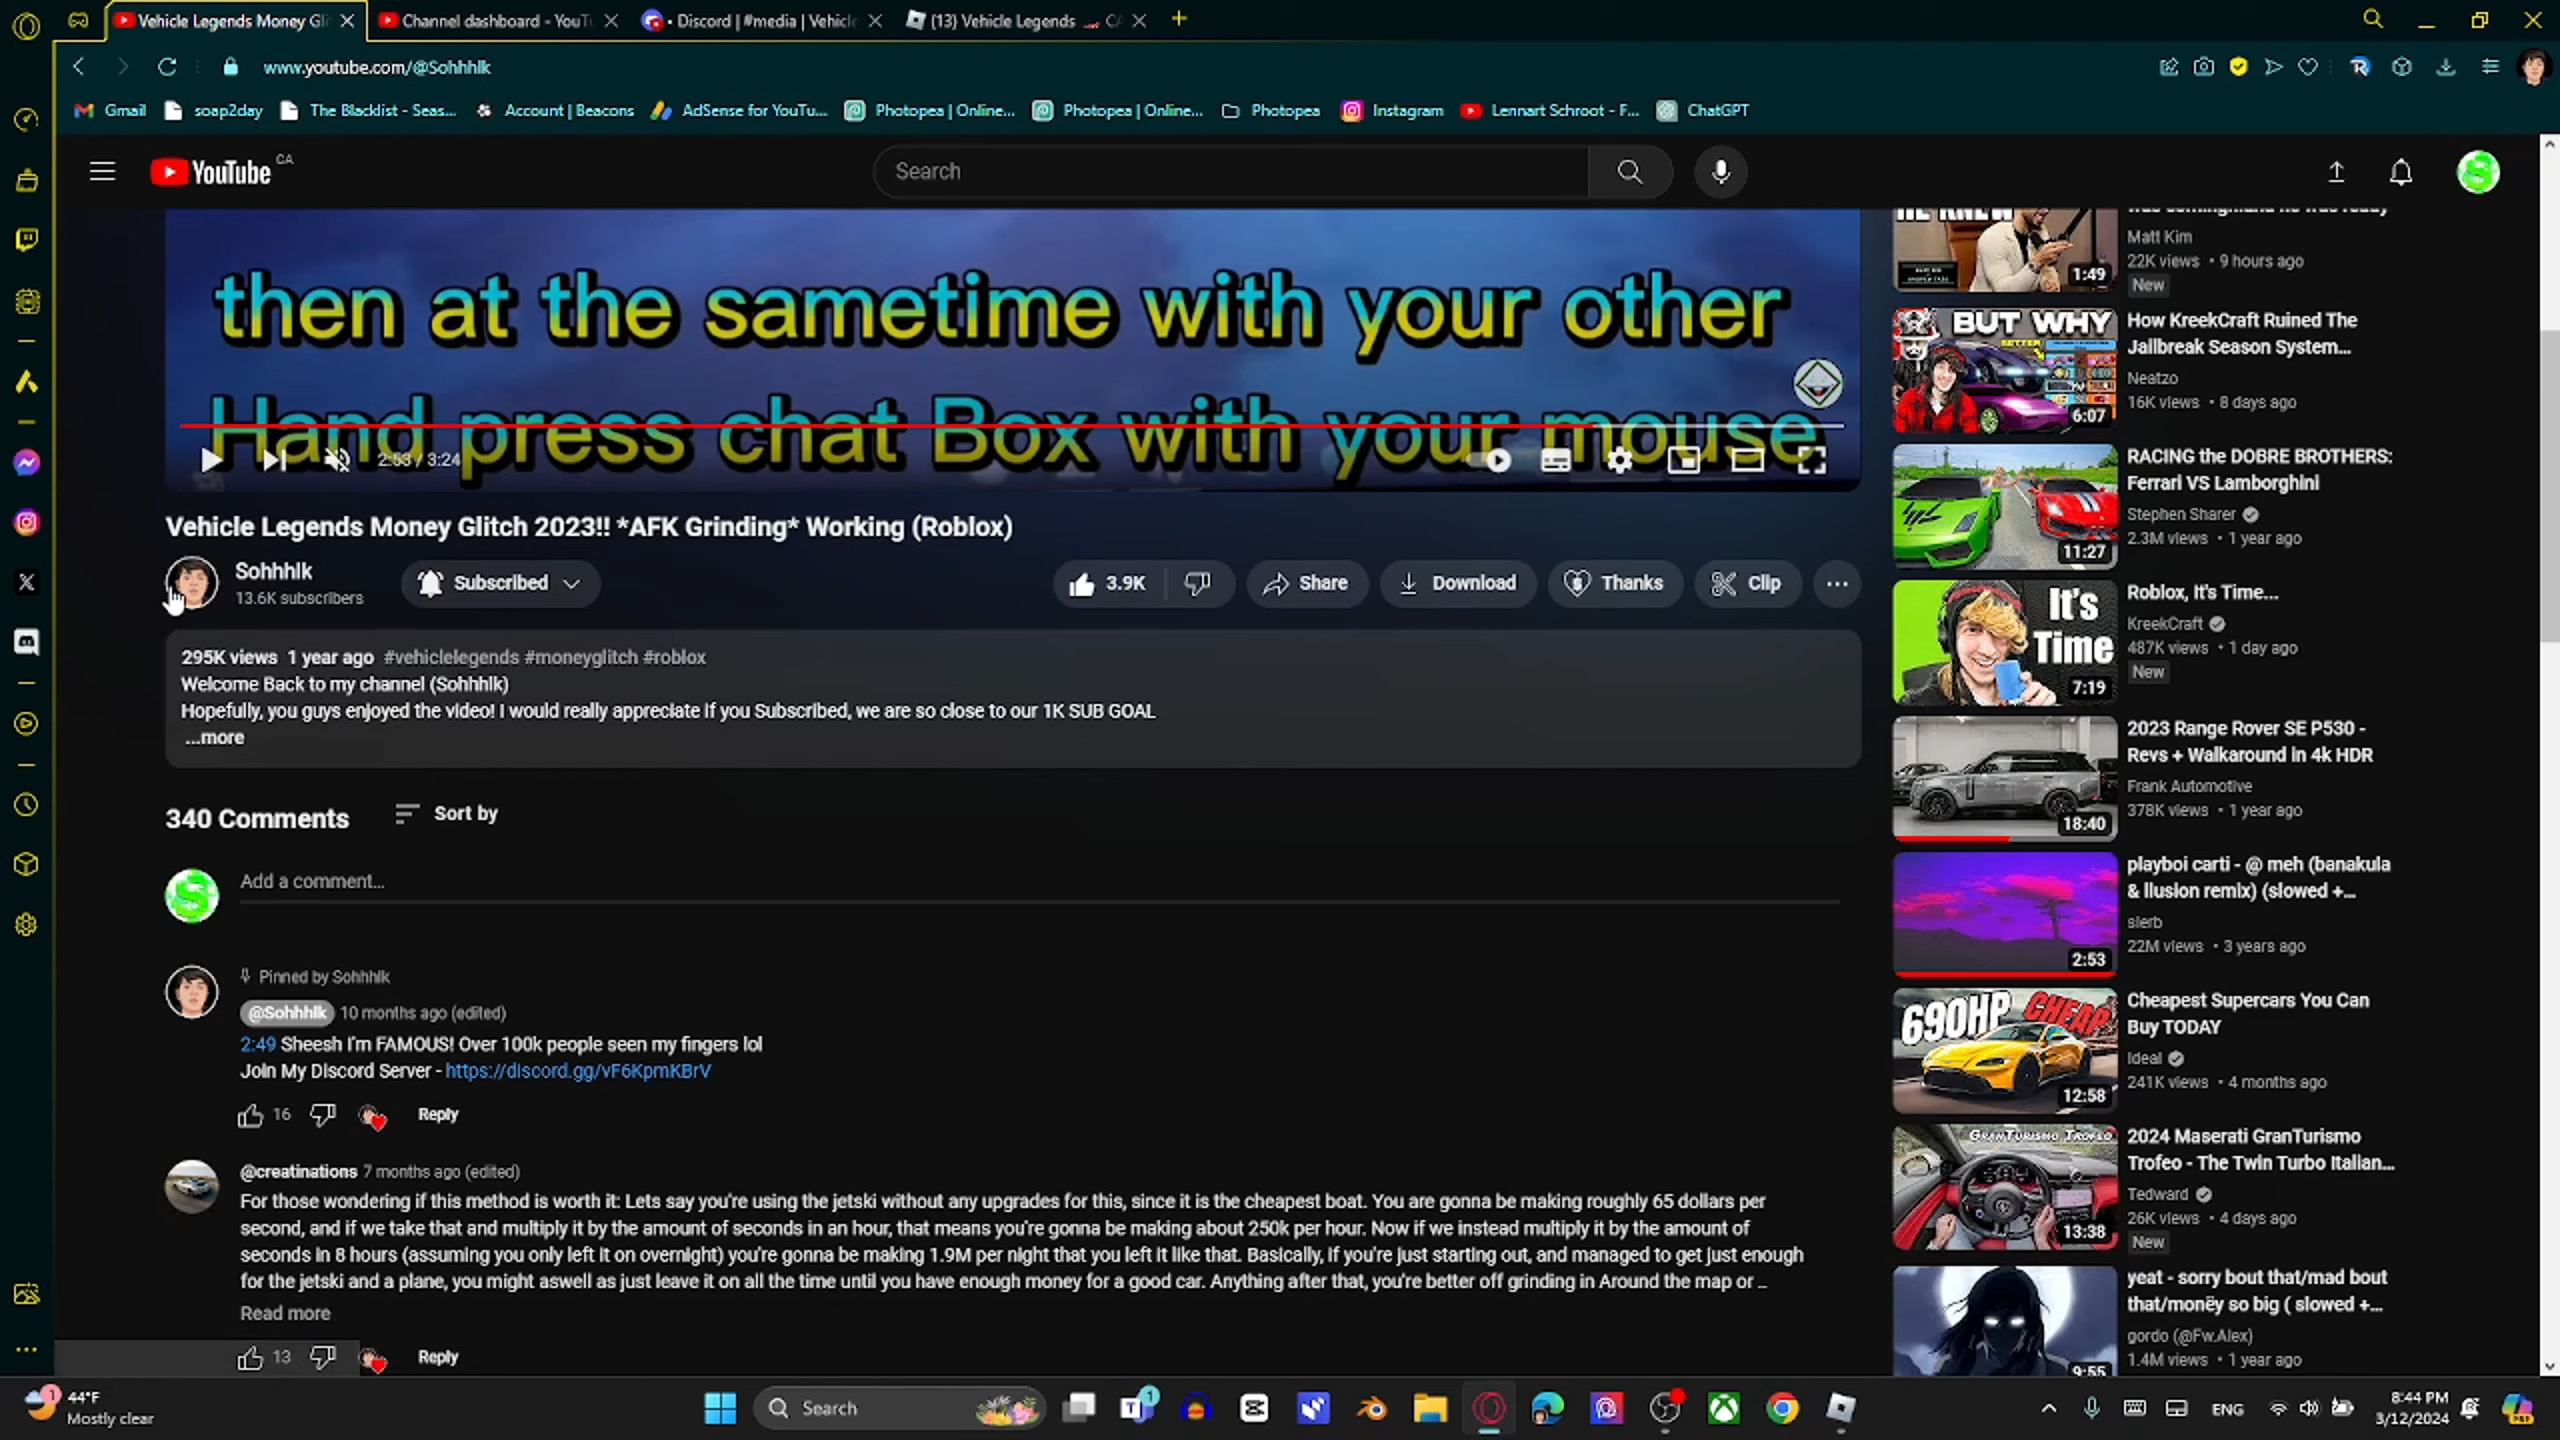 Vehicle Legends Money Gli
Channel dashboard - YouT
• Discord | #media | Vehicle
(13) Vehicle Legends
www.youtube.com/@Sohhhlk
Gmail
soap2day
The Blacklist - Seas...
Account | Beacons
AdSense for YouTu...
Photopea | Online...
Photopea | Online...
Photopea
Instagram
Lennart Schroot - F...
ChatGPT
YouTube CA
Search
then at the sametime with your other
Hand press chat Box with your mouse
2:53 / 3:24
Vehicle Legends Money Glitch 2023!! *AFK Grinding* Working (Roblox)
Sohhhlk
13.6K subscribers
Subscribed
3.9K
Share
Download
Thanks
Clip
295K views 1 year ago #vehiclelegends #moneyglitch #roblox
Welcome Back to my channel (Sohhhlk)
Hopefully, you guys enjoyed the video! I would really appreciate if you Subscribed, we are so close to our 1K SUB GOAL
...more
340 Comments
Sort by
Add a comment...
Pinned by Sohhhlk
@Sohhhlk 10 months ago (edited)
2:49 Sheesh I'm FAMOUS! Over 100k people seen my fingers lol
Join My Discord Server - https://discord.gg/vF6KpmKBrV
16
Reply
@creatinations 7 months ago (edited)
For those wondering if this method is worth it: Lets say you're using the jetski without any upgrades for this, since it is the cheapest boat. You are gonna be making roughly 65 dollars per
second, and if we take that and multiply it by the amount of seconds in an hour, that means you're gonna be making about 250k per hour. Now if we instead multiply it by the amount of
seconds in 8 hours (assuming you only left it on overnight) you're gonna be making 1.9M per night that you left it like that. Basically, if you're just starting out, and managed to get just enough
for the jetski and a plane, you might aswell as just leave it on all the time until you have enough money for a good car. Anything after that, you're better off grinding in Around the map or ...
Read more
13
Reply
Matt Kim
22K views • 9 hours ago
New
1:49
BUT WHY
BETTER
6:07
How KreekCraft Ruined The
Jailbreak Season System...
Neatzo
16K views • 8 days ago
11:27
RACING the DOBRE BROTHERS:
Ferrari VS Lamborghini
Stephen Sharer
2.3M views • 1 year ago
It's
Time
7:19
Roblox, It's Time...
KreekCraft
487K views • 1 day ago
New
18:40
2023 Range Rover SE P530 -
Revs + Walkaround in 4k HDR
Frank Automotive
378K views • 1 year ago
2:53
playboi carti - @ meh (banakula
& ilusion remix) (slowed +...
slerb
22M views • 3 years ago
690HP CHEAP
12:58
Cheapest Supercars You Can
Buy TODAY
Ideal
241K views • 4 months ago
GRANTURISMO TROFEO
13:38
2024 Maserati GranTurismo
Trofeo - The Twin Turbo Italian...
Tedward
26K views • 4 days ago
New
9:55
yeat - sorry bout that/mad bout
that/monëy so big ( slowed +...
gordo (@Fw.Alex)
1.4M views • 1 year ago
1
44°F
Mostly clear
Search
1
ENG
8:44 PM
3/12/2024